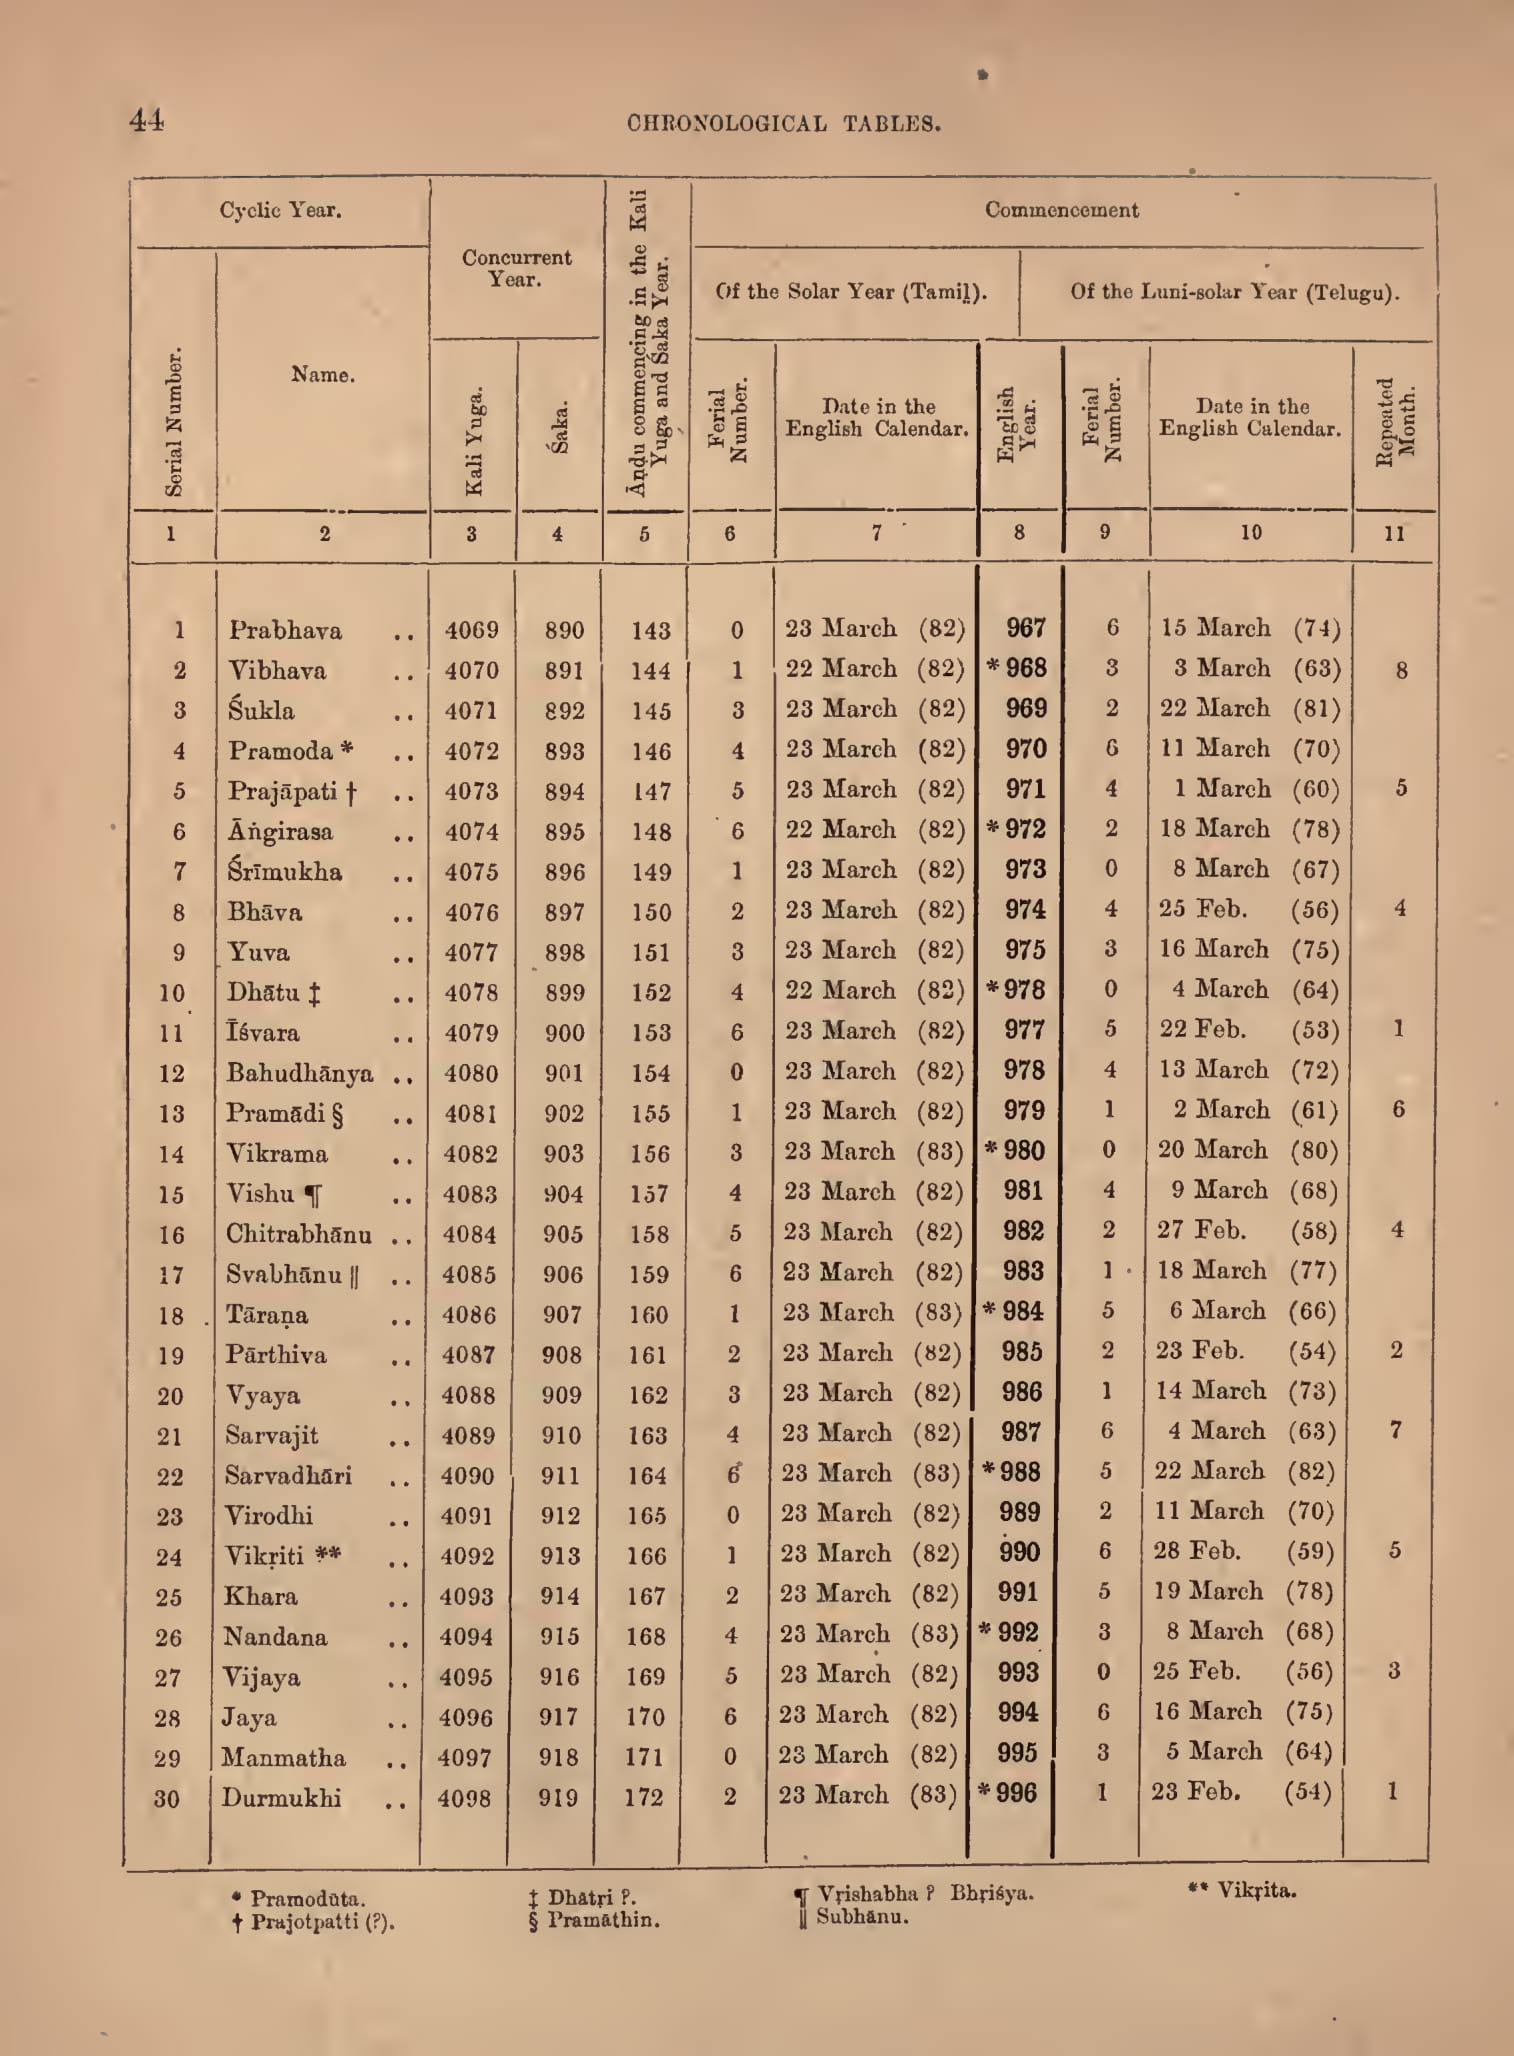 44
CHRONOLOGICAL TABLES.
Cyclic Year.
Concurrent
Year.
Āṇḍu commencing in the Kali
Yuga and Śaka Year.
Commencement
Of the Solar Year (Tamiḻ).
Of the Luni-solar Year (Telugu).
Serial Number.
Name.
Kali Yuga.
Śaka.
Ferial
Number.
Date in the
English Calendar.
English
Year.
Ferial
Number.
Date in the
English Calendar.
Repeated
Month.
1 2 3 4 5 6 7 8 9 10 11
1 Prabhava .. 4069 890 143 0 23 March (82) 967 6 15 March (74)
2 Vibhava .. 4070 891 144 1 22 March (82) *968 3 3 March (63) 8
3 Śukla .. 4071 892 145 3 23 March (82) 969 2 22 March (81)
4 Pramoda * .. 4072 893 146 4 23 March (82) 970 6 11 March (70)
5 Prajāpati † .. 4073 894 147 5 23 March (82) 971 4 1 March (60) 5
6 Āṅgirasa .. 4074 895 148 6 22 March (82) *972 2 18 March (78)
7 Śrīmukha .. 4075 896 149 1 23 March (82) 973 0 8 March (67)
8 Bhāva .. 4076 897 150 2 23 March (82) 974 4 25 Feb. (56) 4
9 Yuva .. 4077 898 151 3 23 March (82) 975 3 16 March (75)
10 Dhātu ‡ .. 4078 899 152 4 22 March (82) *978 0 4 March (64)
11 Īśvara .. 4079 900 153 6 23 March (82) 977 5 22 Feb. (53) 1
12 Bahudhānya .. 4080 901 154 0 23 March (82) 978 4 13 March (72)
13 Pramādi § .. 4081 902 155 1 23 March (82) 979 1 2 March (61) 6
14 Vikrama .. 4082 903 156 3 23 March (83) *980 0 20 March (80)
15 Vishu ¶ .. 4083 904 157 4 23 March (82) 981 4 9 March (68)
16 Chitrabhānu .. 4084 905 158 5 23 March (82) 982 2 27 Feb. (58) 4
17 Svabhānu || .. 4085 906 159 6 23 March (82) 983 1 18 March (77)
18 Tāraṇa .. 4086 907 160 1 23 March (83) *984 5 6 March (66)
19 Pārthiva .. 4087 908 161 2 23 March (82) 985 2 23 Feb. (54) 2
20 Vyaya .. 4088 909 162 3 23 March (82) 986 1 14 March (73)
21 Sarvajit .. 4089 910 163 4 23 March (82) 987 6 4 March (63) 7
22 Sarvadhāri .. 4090 911 164 6 23 March (83) *988 5 22 March (82)
23 Virodhi .. 4091 912 165 0 23 March (82) 989 2 11 March (70)
24 Vikṛiti ** .. 4092 913 166 1 23 March (82) 990 6 28 Feb. (59) 5
25 Khara .. 4093 914 167 2 23 March (82) 991 5 19 March (78)
26 Nandana .. 4094 915 168 4 23 March (83) *992 3 8 March (68)
27 Vijaya .. 4095 916 169 5 23 March (82) 993 0 25 Feb. (56) 3
28 Jaya .. 4096 917 170 6 23 March (82) 994 6 16 March (75)
29 Manmatha .. 4097 918 171 0 23 March (82) 995 3 5 March (64)
30 Durmukhi .. 4098 919 172 2 23 March (83) *996 1 23 Feb. (54) 1
* Pramodūta. ‡ Dhātṛi ?. ¶ Vṛishabha ? Bhṛiśya. ** Vikṛita.
† Prajotpatti (?). § Pramāthin. || Subhānu.